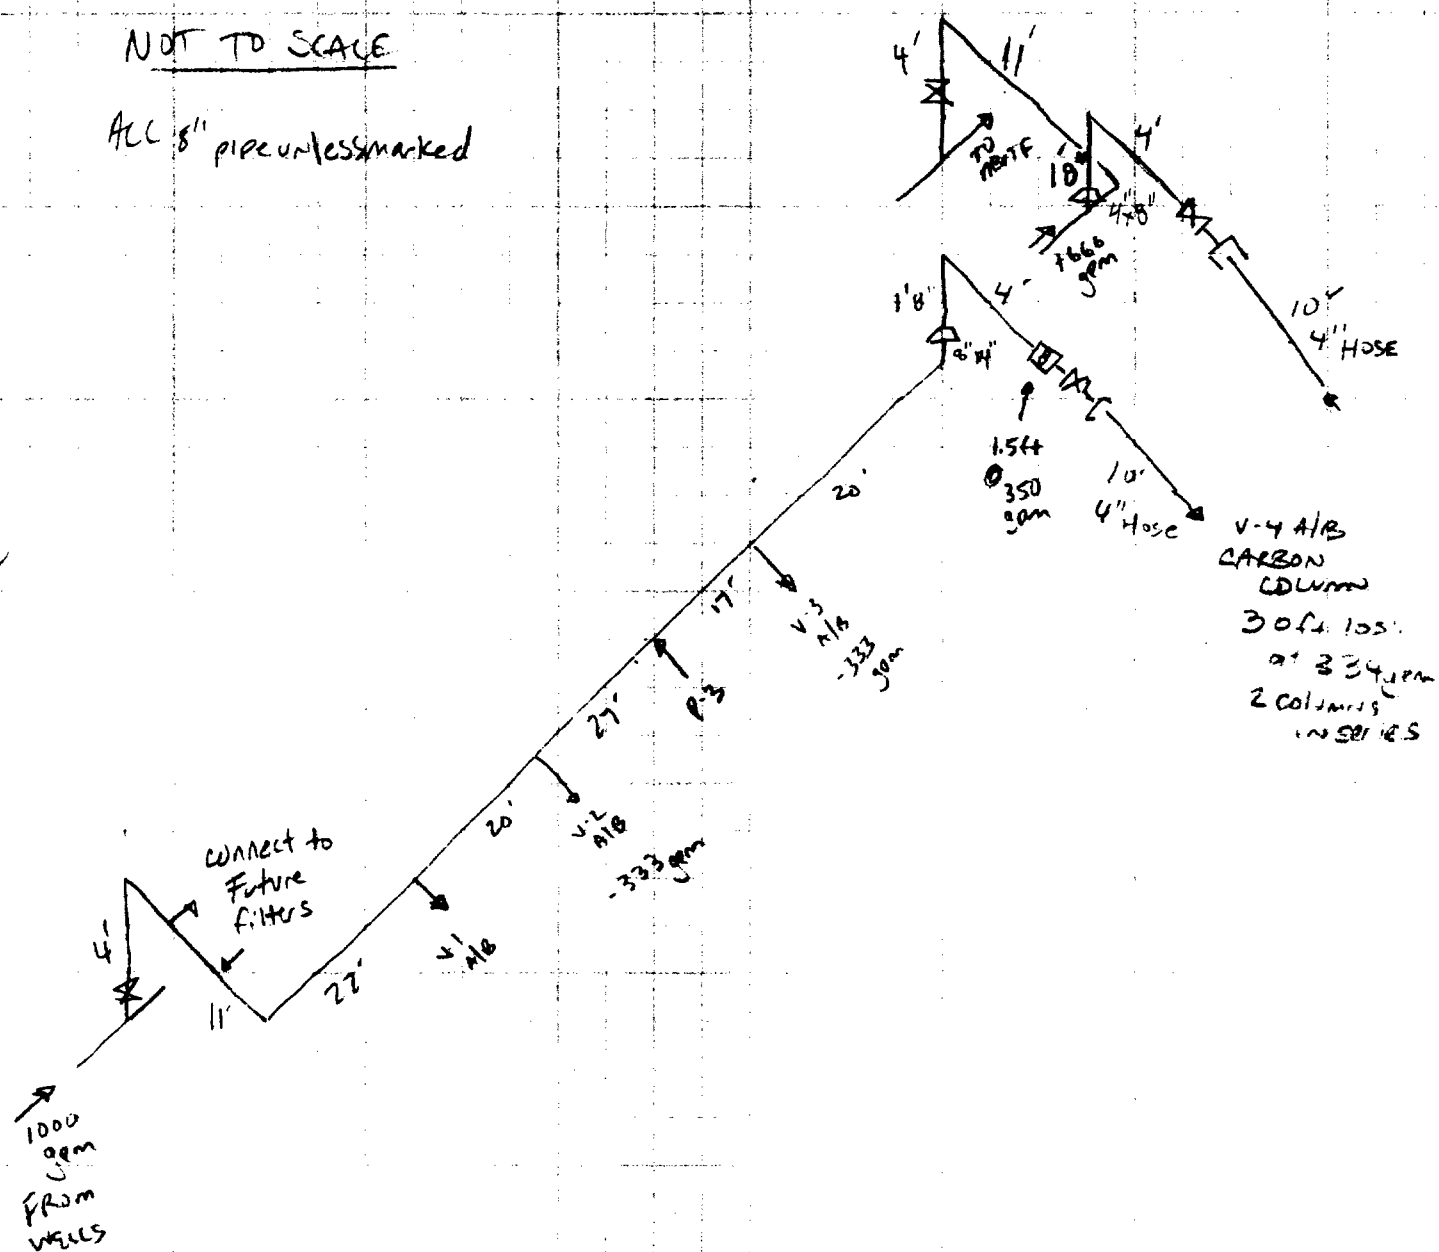 NOT TO SCALE
ALL 8" pipe unless marked
4'
11'
TO
18"
4'
4x8"
+666
gpm
10'
4" HOSE
1'8"
4'
8"x4"
1.5ft
@
350
gpm
10'
4" Hose
V-4 A/B
CARBON
COLUMN
30 ft loss
at 334 gpm
2 columns
IN SERIES
20'
17'
V-3
A/B
-333
gpm
P-3
27'
20'
V-2
A/B
-333 gpm
connect to
Future
filters
4'
11'
22'
V-1
A/B
1000
gpm
FROM
WELLS